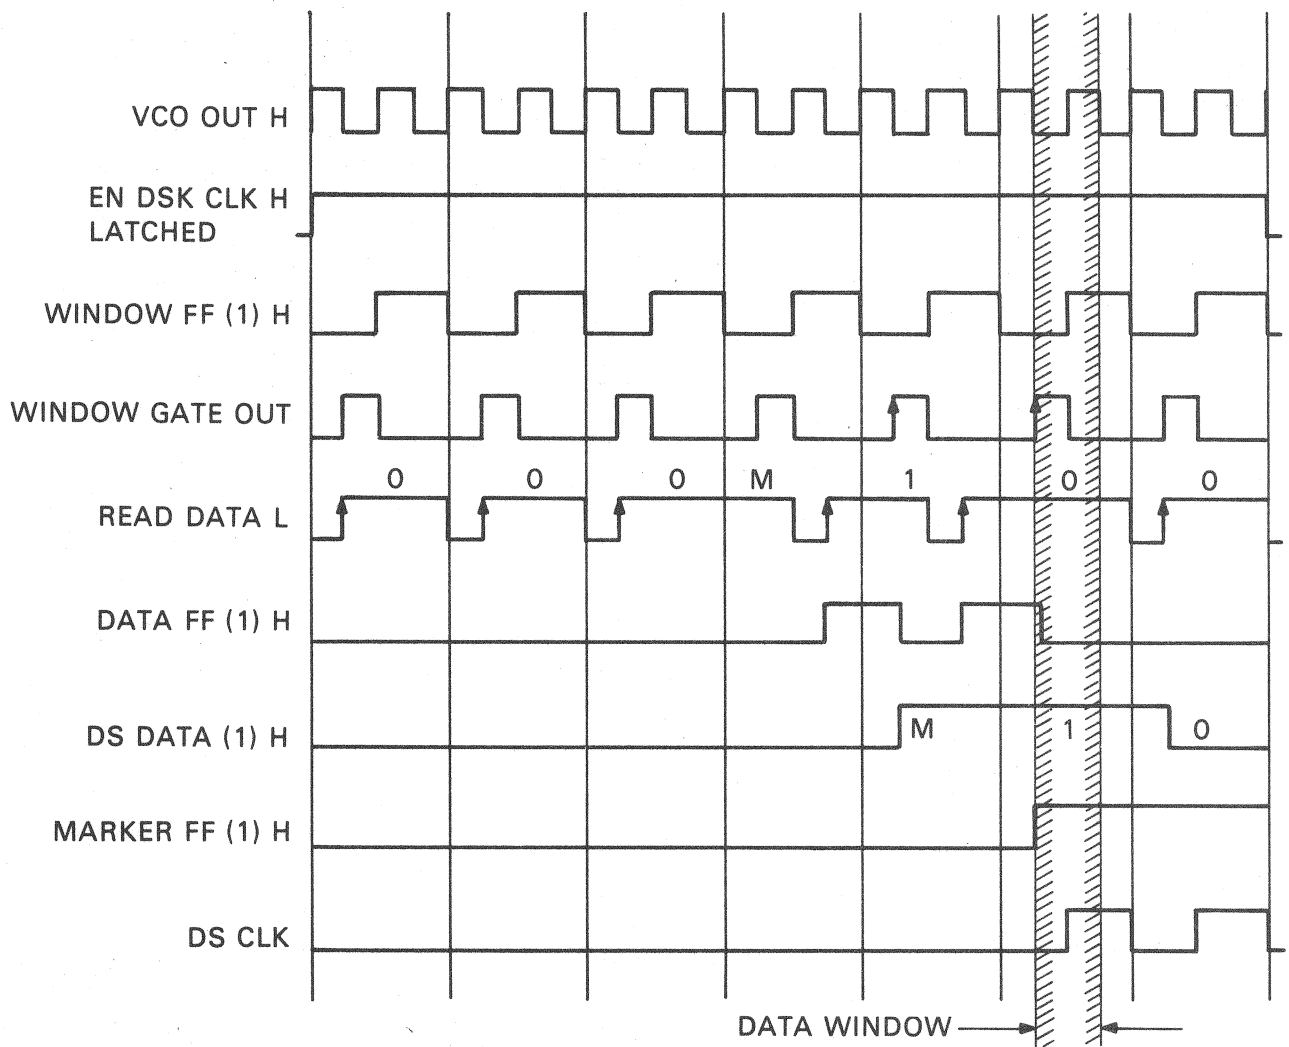 VCO OUT H
EN DSK CLK H
LATCHED
WINDOW FF (1) H
WINDOW GATE OUT
0 0 0 M 1 0 0
READ DATA L
DATA FF (1) H
DS DATA (1) H
M 1 0
MARKER FF (1) H
DS CLK
DATA WINDOW